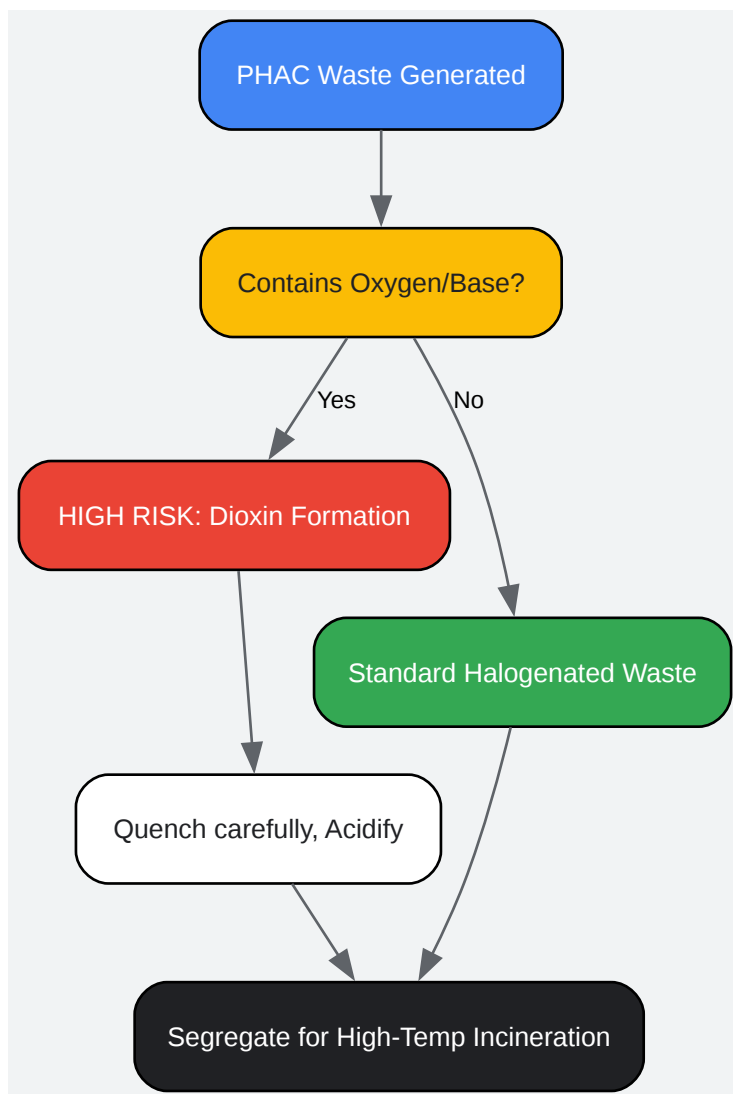 PHAC Waste Generated
Contains Oxygen/Base?
Yes
No
HIGH RISK: Dioxin Formation
Standard Halogenated Waste
Quench carefully, Acidify
Segregate for High-Temp Incineration